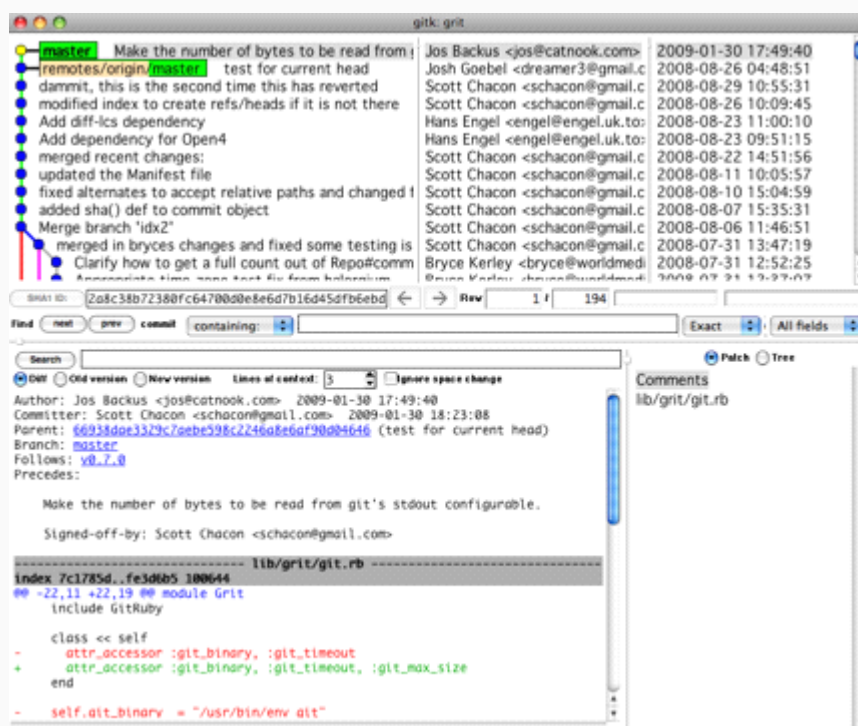 gitk: grit
master Make the number of bytes to be read from Jos Backus <jos@catnook.com> 2009-01-30 17:49:40
remotes/origin/master test for current head Josh Goebel <dreamer3@gmail.c 2008-08-26 04:48:51
dammit, this is the second time this has reverted Scott Chacon <schacon@gmail.c 2008-08-29 10:55:31
modified index to create refs/heads if it is not there Scott Chacon <schacon@gmail.c 2008-08-26 10:09:45
Add diff-lcs dependency Hans Engel <engel@engel.uk.to> 2008-08-23 11:00:10
Add dependency for Open4 Hans Engel <engel@engel.uk.to> 2008-08-23 09:51:15
merged recent changes: Scott Chacon <schacon@gmail.c 2008-08-22 14:51:56
updated the Manifest file Scott Chacon <schacon@gmail.c 2008-08-11 10:05:57
fixed alternates to accept relative paths and changed f Scott Chacon <schacon@gmail.c 2008-08-10 15:04:59
added sha() def to commit object Scott Chacon <schacon@gmail.c 2008-08-07 15:35:31
Merge branch 'idx2' Scott Chacon <schacon@gmail.c 2008-08-06 11:46:51
merged in bryces changes and fixed some testing is Scott Chacon <schacon@gmail.c 2008-07-31 13:47:19
Clarify how to get a full count out of Repo#comm Bryce Kerley <bryce@worldmedi 2008-07-31 12:52:25
SHA1 ID: 2a8c38b72380fc64700d0e8e6d7b16d45dfb6ebd Row 1 / 194
Find next prev commit containing: Exact All fields
Search Patch Tree
Diff Old version New version Lines of context: 3 Ignore space change Comments
Author: Jos Backus <jos@catnook.com> 2009-01-30 17:49:40 lib/grit/git.rb
Committer: Scott Chacon <schacon@gmail.com> 2009-01-30 18:23:08
Parent: 66938dae3329c7aebe598c2246a8e6af90d04646 (test for current head)
Branch: master
Follows: v0.7.0
Precedes:
Make the number of bytes to be read from git's stdout configurable.
Signed-off-by: Scott Chacon <schacon@gmail.com>
------------------------------ lib/grit/git.rb ------------------------------
index 7c1785d..fe3d6b5 100644
@@ -22,11 +22,19 @@ module Grit
include GitRuby
class << self
- attr_accessor :git_binary, :git_timeout
+ attr_accessor :git_binary, :git_timeout, :git_max_size
end
- self.git_binary = "/usr/bin/env git"